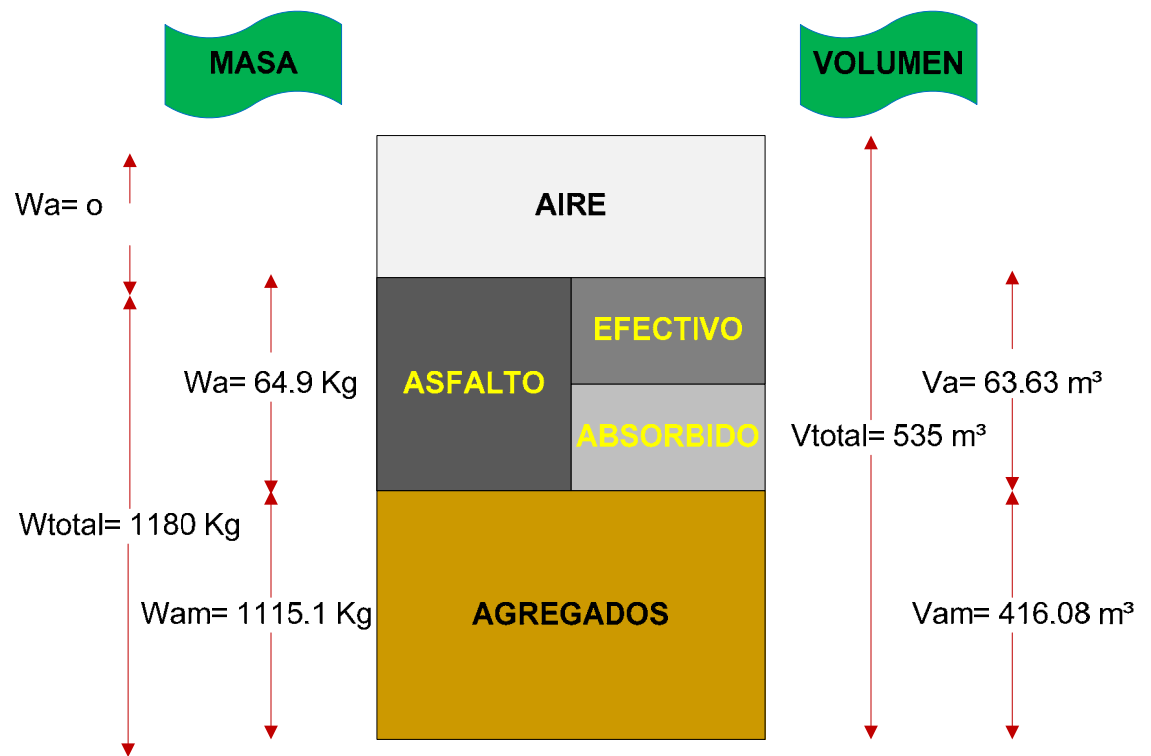 MASA
VOLUMEN
Wa= o
AIRE
EFECTIVO
Wa= 64.9 Kg
ASFALTO
Va= 63.63 m³
ABSORBIDO
Vtotal= 535 m³
Wtotal= 1180 Kg
Wam= 1115.1 Kg
AGREGADOS
Vam= 416.08 m³